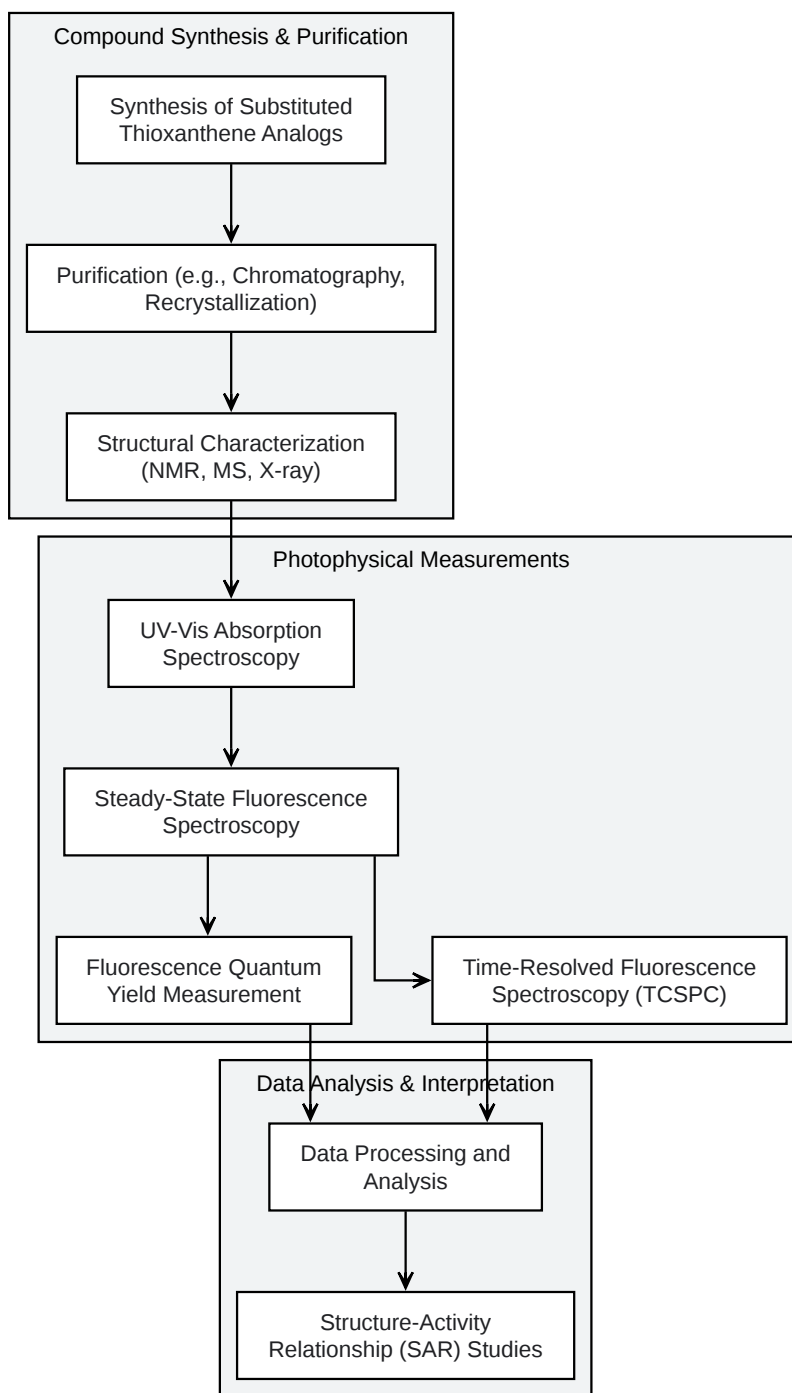 Compound Synthesis & Purification
Synthesis of Substituted
Thioxanthene Analogs
Purification (e.g., Chromatography,
Recrystallization)
Structural Characterization
(NMR, MS, X-ray)
Photophysical Measurements
UV-Vis Absorption
Spectroscopy
Steady-State Fluorescence
Spectroscopy
Fluorescence Quantum
Yield Measurement
Time-Resolved Fluorescence
Spectroscopy (TCSPC)
Data Analysis & Interpretation
Data Processing and
Analysis
Structure-Activity
Relationship (SAR) Studies